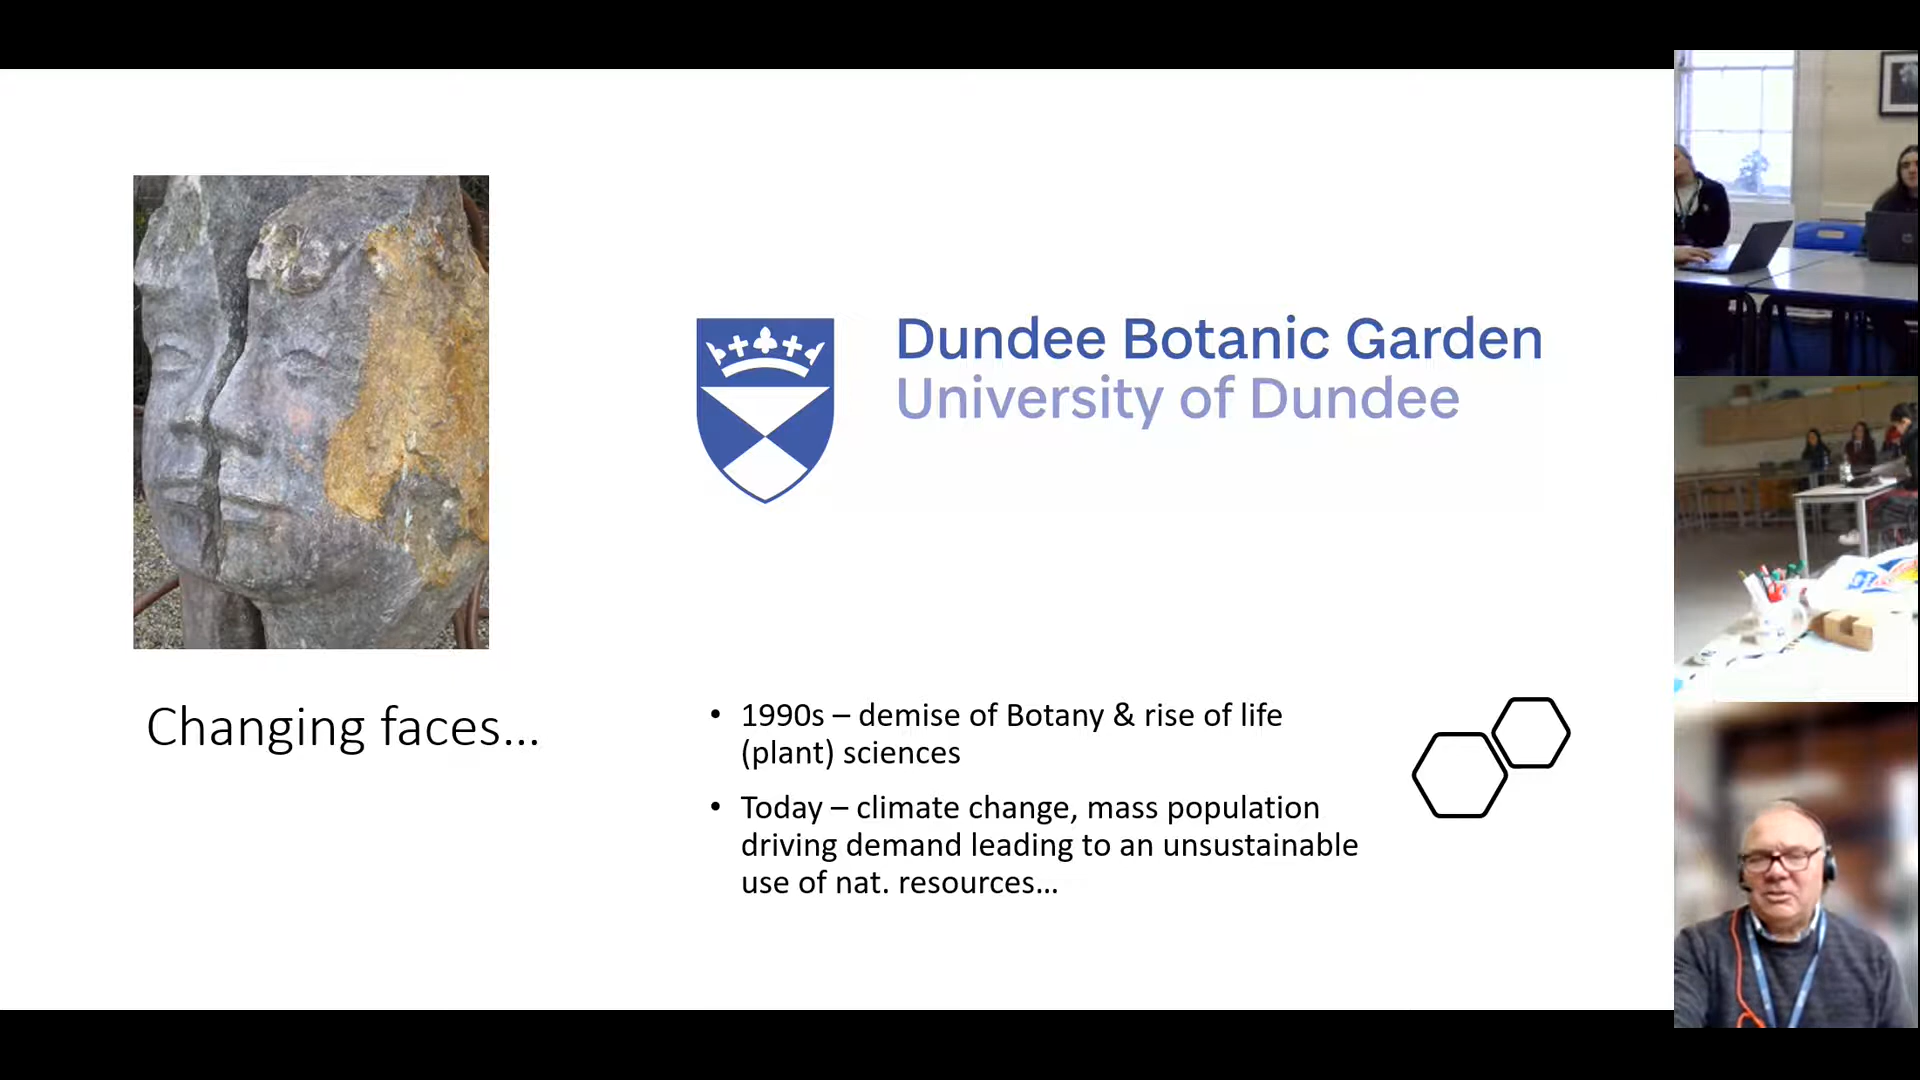 Dundee Botanic Garden
University of Dundee
Changing faces...
• 1990s – demise of Botany & rise of life
(plant) sciences
• Today – climate change, mass population
driving demand leading to an unsustainable
use of nat. resources...